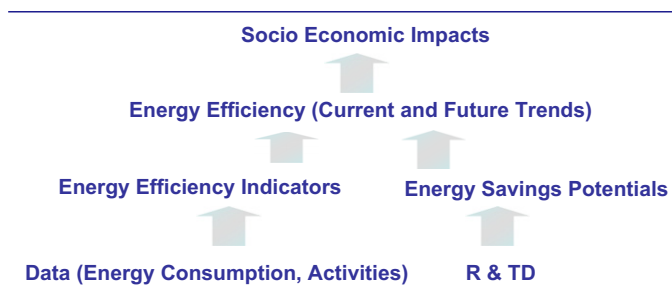 Socio Economic Impacts
Energy Efficiency (Current and Future Trends)
Energy Efficiency Indicators
Energy Savings Potentials
Data (Energy Consumption, Activities)
R & TD